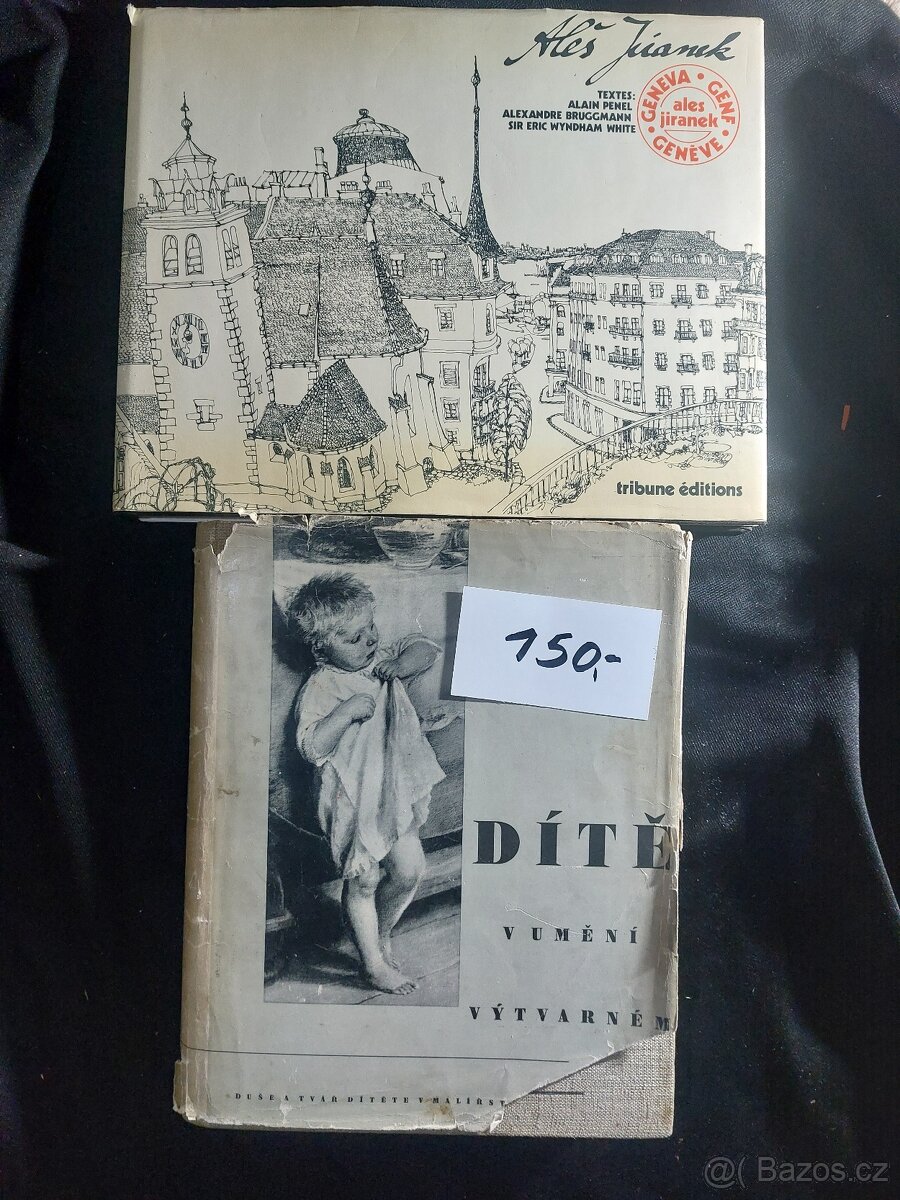 Aleš Jiranek
TEXTES:
ALAIN PENEL
ALEXANDRE BRUGGMANN
SIR ERIC WYNDHAM WHITE
GENEVA • GENF • GENÈVE •
ales
jiranek
tribune éditions
150,-
DÍTĚ
V UMĚNÍ
VÝTVARNÉM
DUŠE A TVÁŘ DÍTĚTE V MALÍŘST
@( Bazos.cz